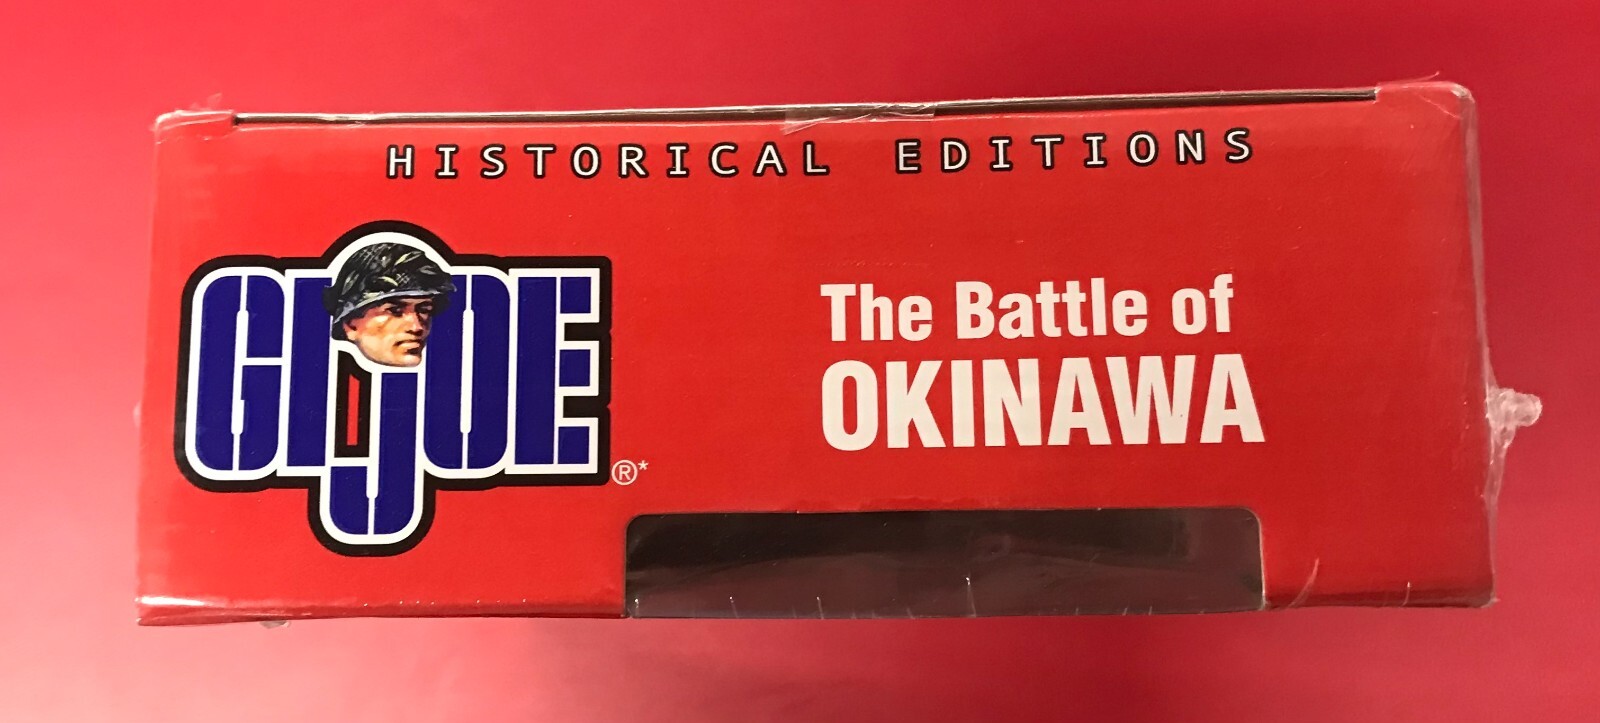 HISTORICAL EDITIONS
GI JOE ®*
The Battle of
OKINAWA